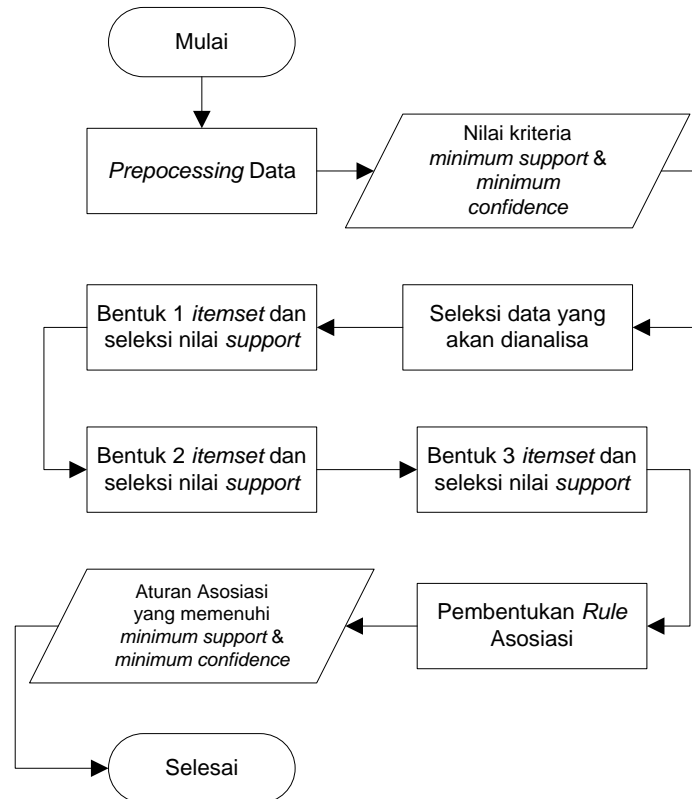 Mulai
Prepocessing Data
Nilai kriteria
minimum support &
minimum
confidence
Seleksi data yang
akan dianalisa
Bentuk 1 itemset dan
seleksi nilai support
Bentuk 2 itemset dan
seleksi nilai support
Bentuk 3 itemset dan
seleksi nilai support
Pembentukan Rule
Asosiasi
Aturan Asosiasi
yang memenuhi
minimum support &
minimum confidence
Selesai